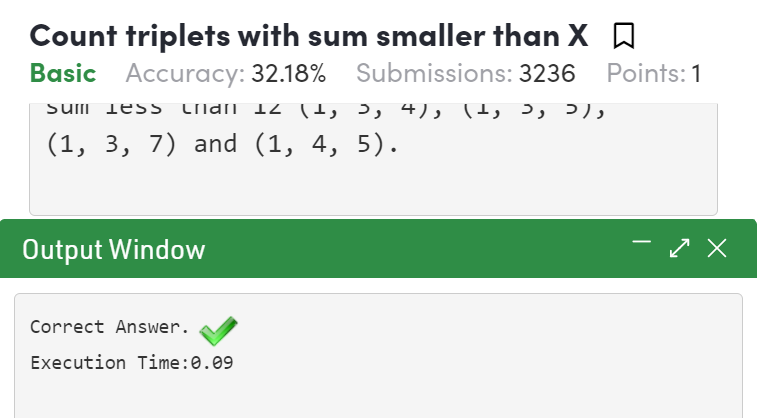 Count triplets with sum smaller than X
Basic Accuracy: 32.18% Submissions: 3236 Points: 1
sum less than 12 (1, 3, 4), (1, 3, 5),
(1, 3, 7) and (1, 4, 5).
Output Window
Correct Answer.
Execution Time:0.09